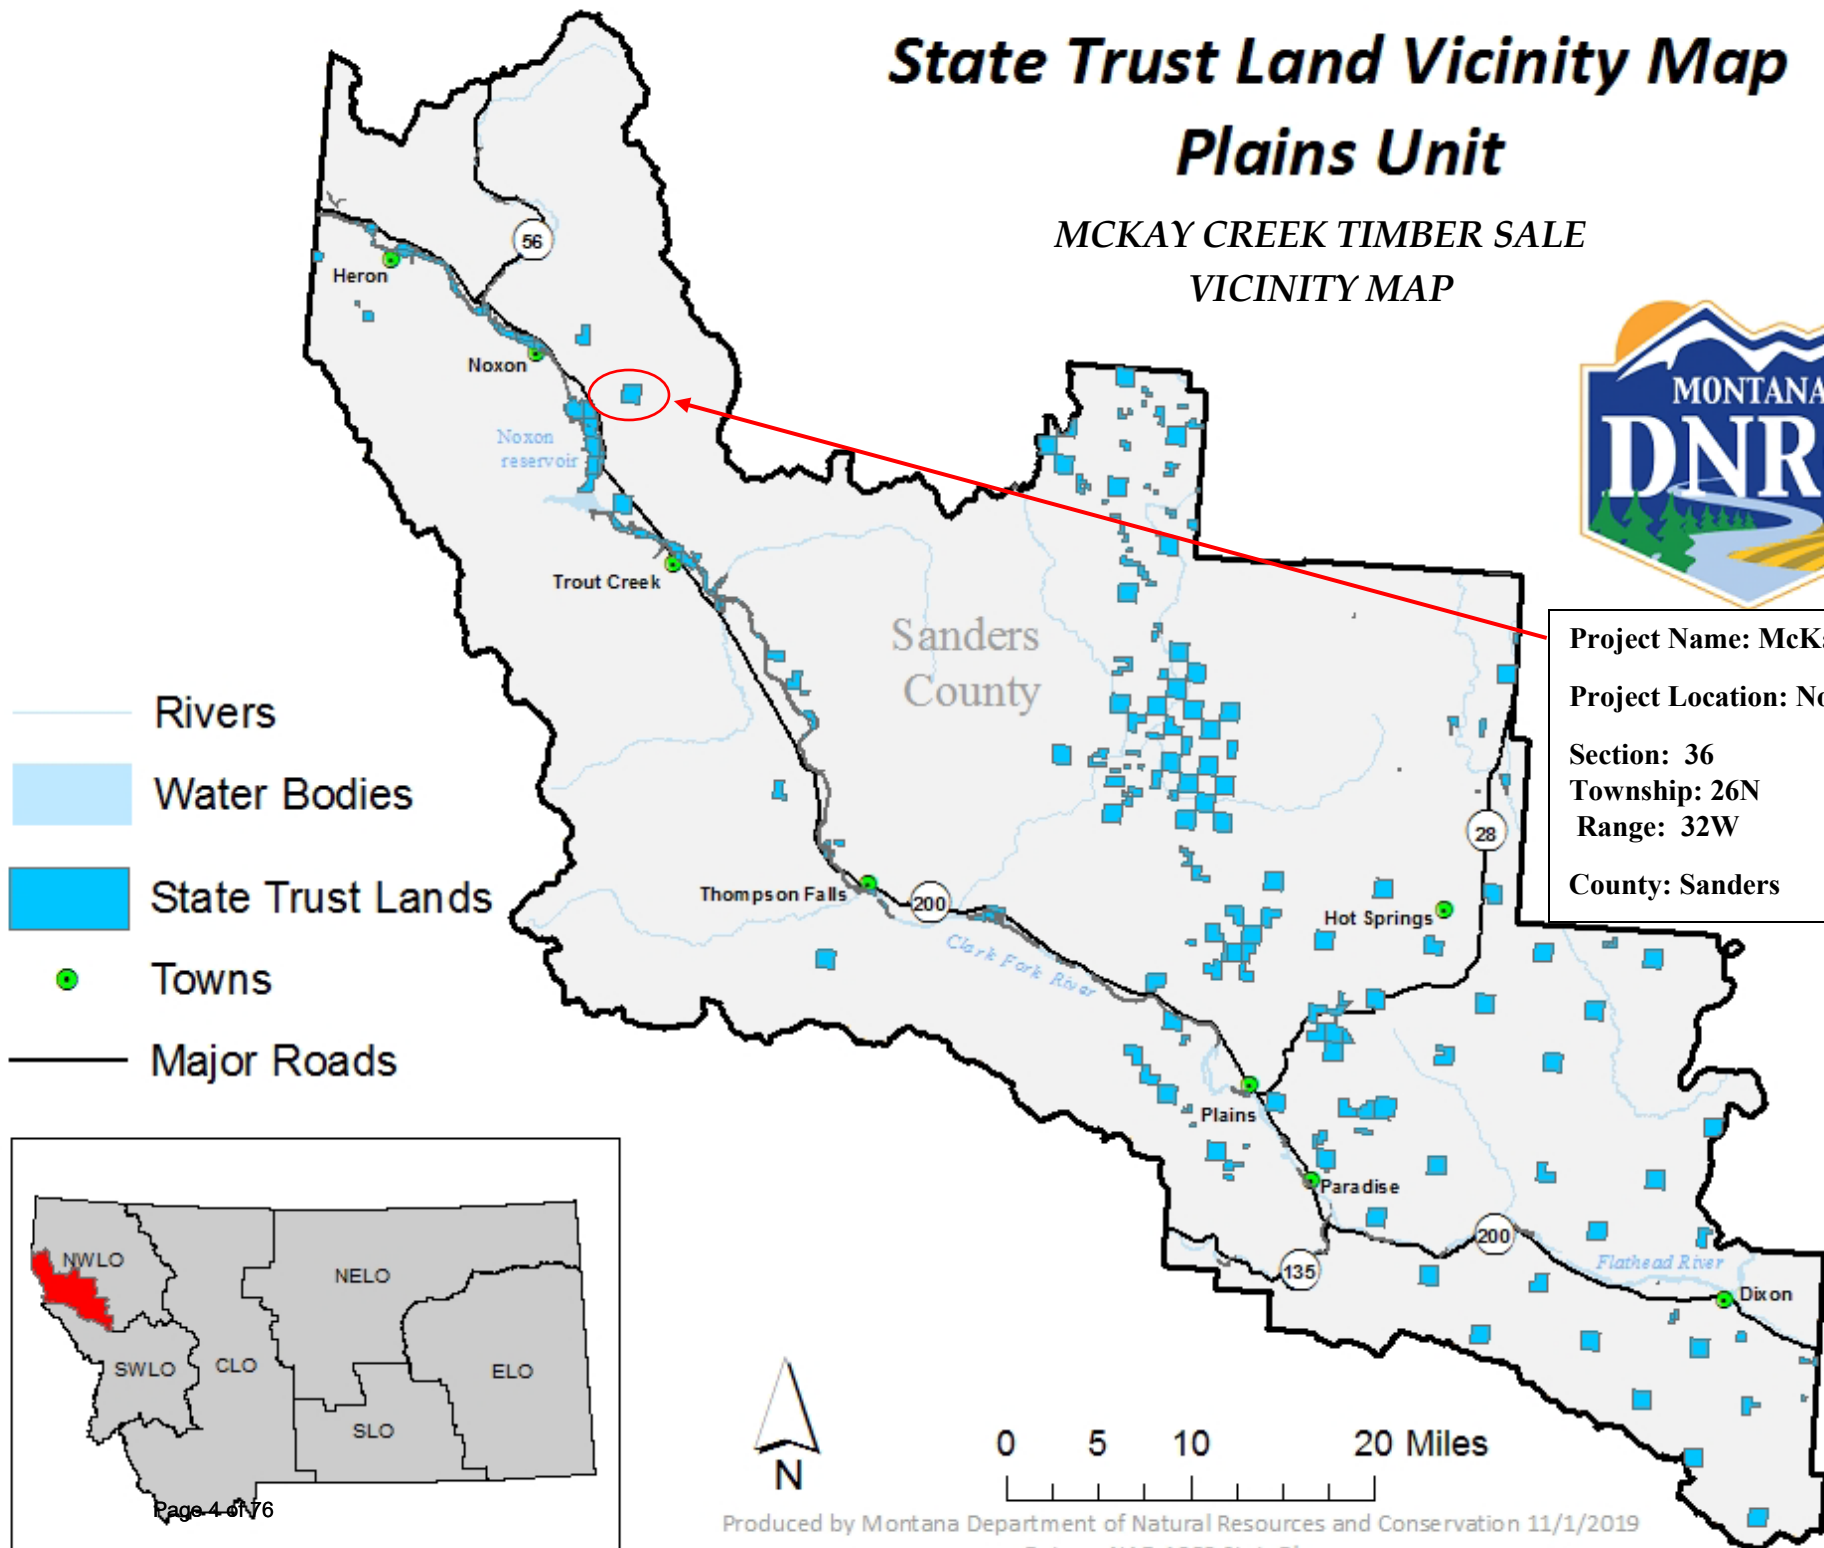 State Trust Land Vicinity Map
Plains Unit
MCKAY CREEK TIMBER SALE
VICINITY MAP
MONTANA
DNR
56
Heron
Noxon
Noxon
reservoir
Trout Creek
Sanders
County
Project Name:
Project Location:
Section: 36
Township: 26N
Range: 32W
County: Sanders
Rivers
Water Bodies
State Trust Lands
Towns
Major Roads
28
Thompson Falls
200
Hot Springs
Clark Fork River
Plains
Paradise
200
135
Flathead River
Dixon
NWLO
NELO
SWLO
CLO
ELO
SLO
Page 4 of 76
N
0 5 10 20 Miles
Produced by Montana Department of Natural Resources and Conservation 11/1/2019